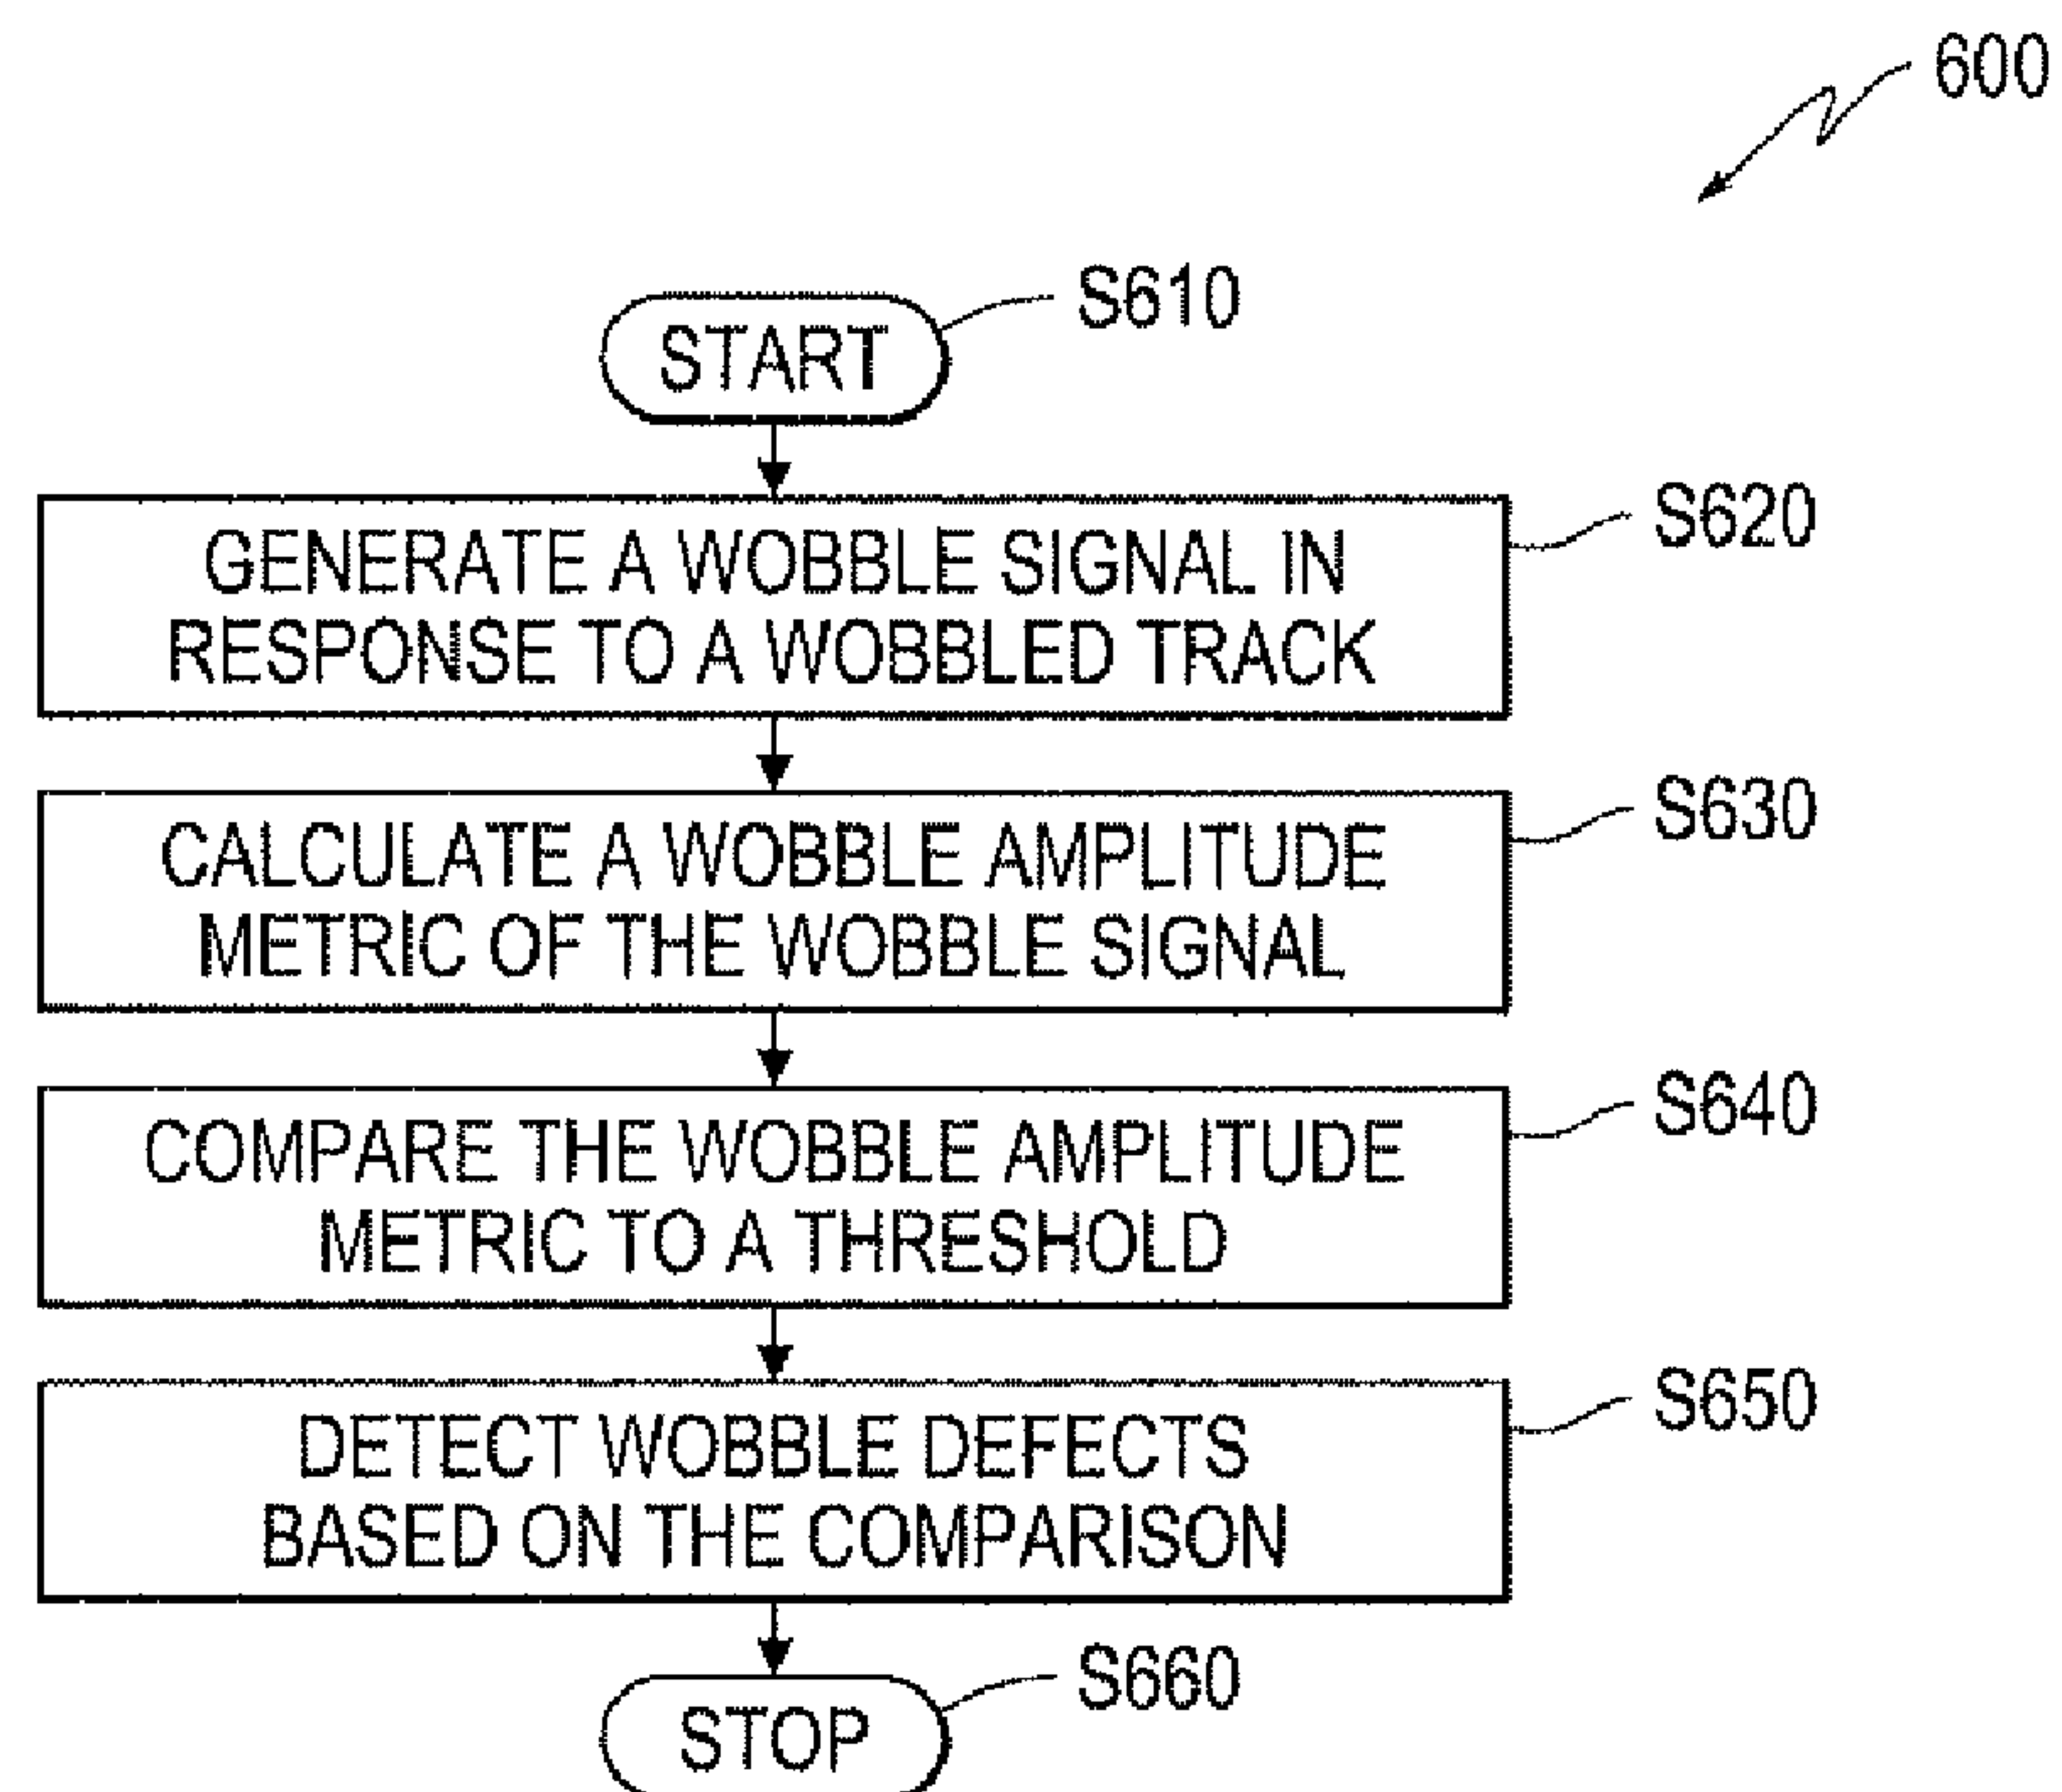 600
S610
START
S620
GENERATE A WOBBLE SIGNAL IN
RESPONSE TO A WOBBLED TRACK
S630
CALCULATE A WOBBLE AMPLITUDE
METRIC OF THE WOBBLE SIGNAL
S640
COMPARE THE WOBBLE AMPLITUDE
METRIC TO A THRESHOLD
S650
DETECT WOBBLE DEFECTS
BASED ON THE COMPARISON
S660
STOP